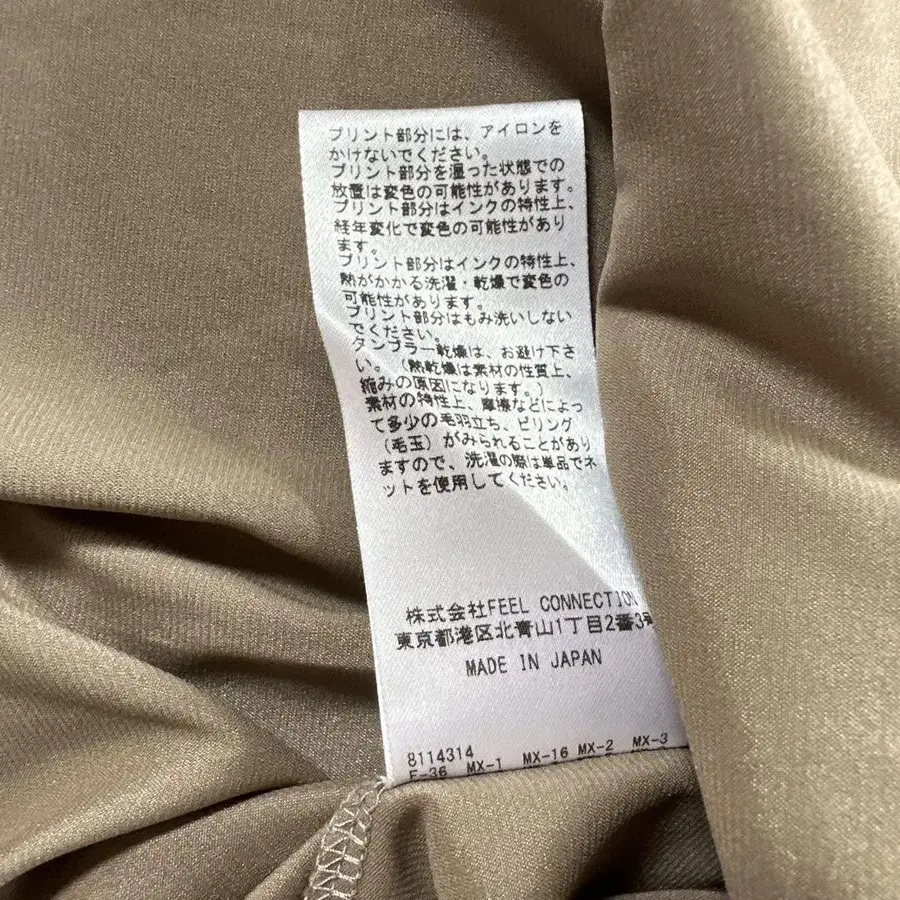 プリント部分には、アイロンを
かけないでください。
プリント部分を湿った状態での
放置は変色の可能性があります。
プリント部分はインクの特性上、
経年変化で変色の可能性があり
ます。
プリント部分はインクの特性上、
熱がかかる洗濯・乾燥で変色の
可能性があります。
プリント部分はもみ洗いしない
でください。
タンブラー乾燥は、お避け下さ
い。（熱乾燥は素材の性質上、
縮みの原因になります。）
素材の特性上、摩擦などによっ
て多少の毛羽立ち、ピリング
（毛玉）がみられることがあり
ますので、洗濯の際は単品でネ
ットを使用してください。
株式会社FEEL CONNECTION
東京都港区北青山1丁目2番3号
MADE IN JAPAN
8114314
F-36 MX-1 MX-16 MX-2 MX-3